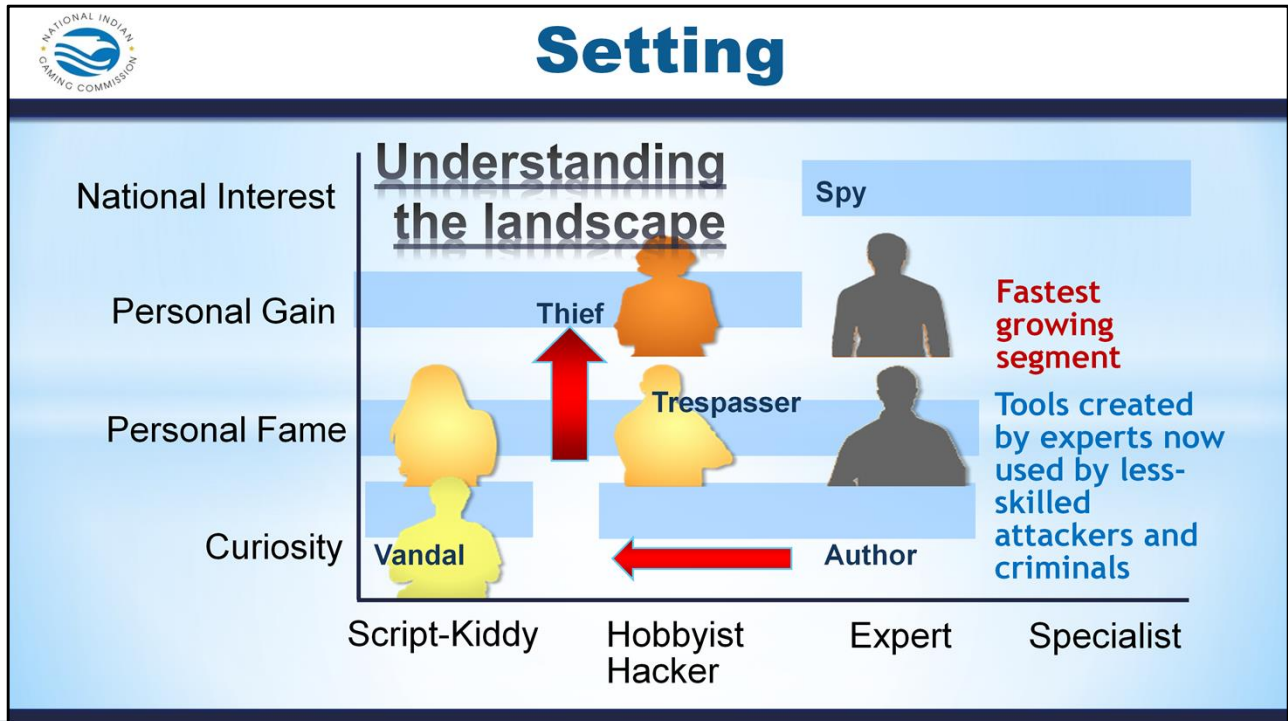 NATIONAL INDIAN
GAMING COMMISSION
Setting
Understanding
the landscape
National Interest
Spy
Personal Gain
Thief
Fastest
growing
segment
Personal Fame
Trespasser
Tools created
by experts now
used by less-
skilled
attackers and
criminals
Curiosity
Vandal
Author
Script-Kiddy
Hobbyist
Hacker
Expert
Specialist